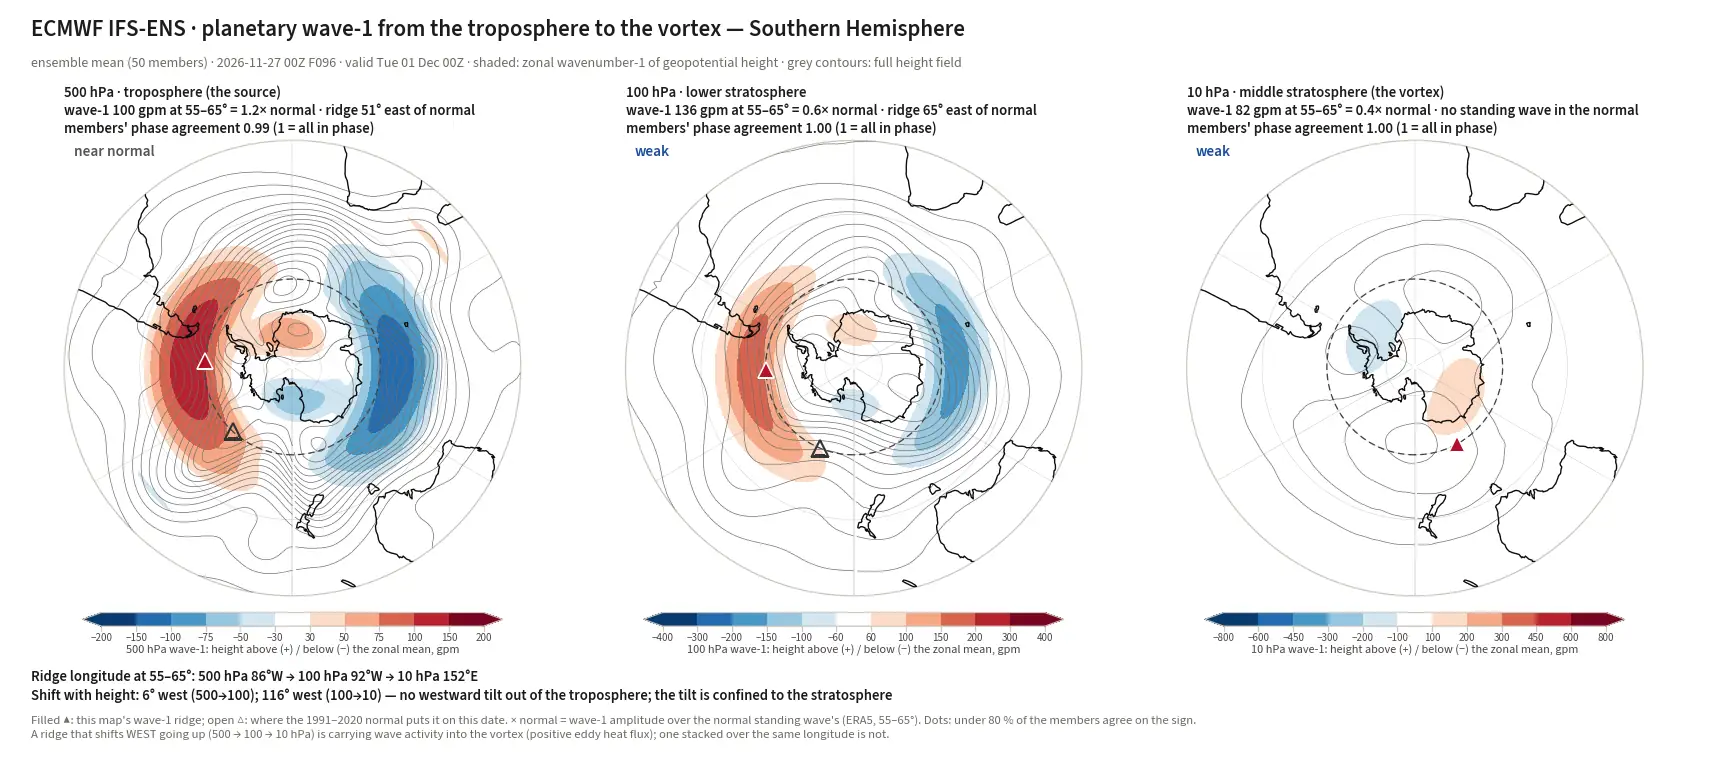 ECMWF IFS-ENS · planetary wave-1 from the troposphere to the vortex — Southern Hemisphere
ensemble mean (50 members) · 2026-11-27 00Z F096 · valid Tue 01 Dec 00Z · shaded: zonal wavenumber-1 of geopotential height · grey contours: full height field
500 hPa · troposphere (the source)
wave-1 100 gpm at 55–65° = 1.2× normal · ridge 51° east of normal
members' phase agreement 0.99 (1 = all in phase)
near normal
100 hPa · lower stratosphere
wave-1 136 gpm at 55–65° = 0.6× normal · ridge 65° east of normal
members' phase agreement 1.00 (1 = all in phase)
weak
10 hPa · middle stratosphere (the vortex)
wave-1 82 gpm at 55–65° = 0.4× normal · no standing wave in the normal
members' phase agreement 1.00 (1 = all in phase)
weak
−200 −150 −100 −75 −50 −30 30 50 75 100 150 200
500 hPa wave-1: height above (+) / below (−) the zonal mean, gpm
−400 −300 −200 −150 −100 −60 60 100 150 200 300 400
100 hPa wave-1: height above (+) / below (−) the zonal mean, gpm
−800 −600 −450 −300 −200 −100 100 200 300 450 600 800
10 hPa wave-1: height above (+) / below (−) the zonal mean, gpm
Ridge longitude at 55–65°: 500 hPa 86°W → 100 hPa 92°W → 10 hPa 152°E
Shift with height: 6° west (500→100); 116° west (100→10) — no westward tilt out of the troposphere; the tilt is confined to the stratosphere
Filled ▲: this map's wave-1 ridge; open △: where the 1991–2020 normal puts it on this date. × normal = wave-1 amplitude over the normal standing wave's (ERA5, 55–65°). Dots: under 80 % of the members agree on the sign.
A ridge that shifts WEST going up (500 → 100 → 10 hPa) is carrying wave activity into the vortex (positive eddy heat flux); one stacked over the same longitude is not.